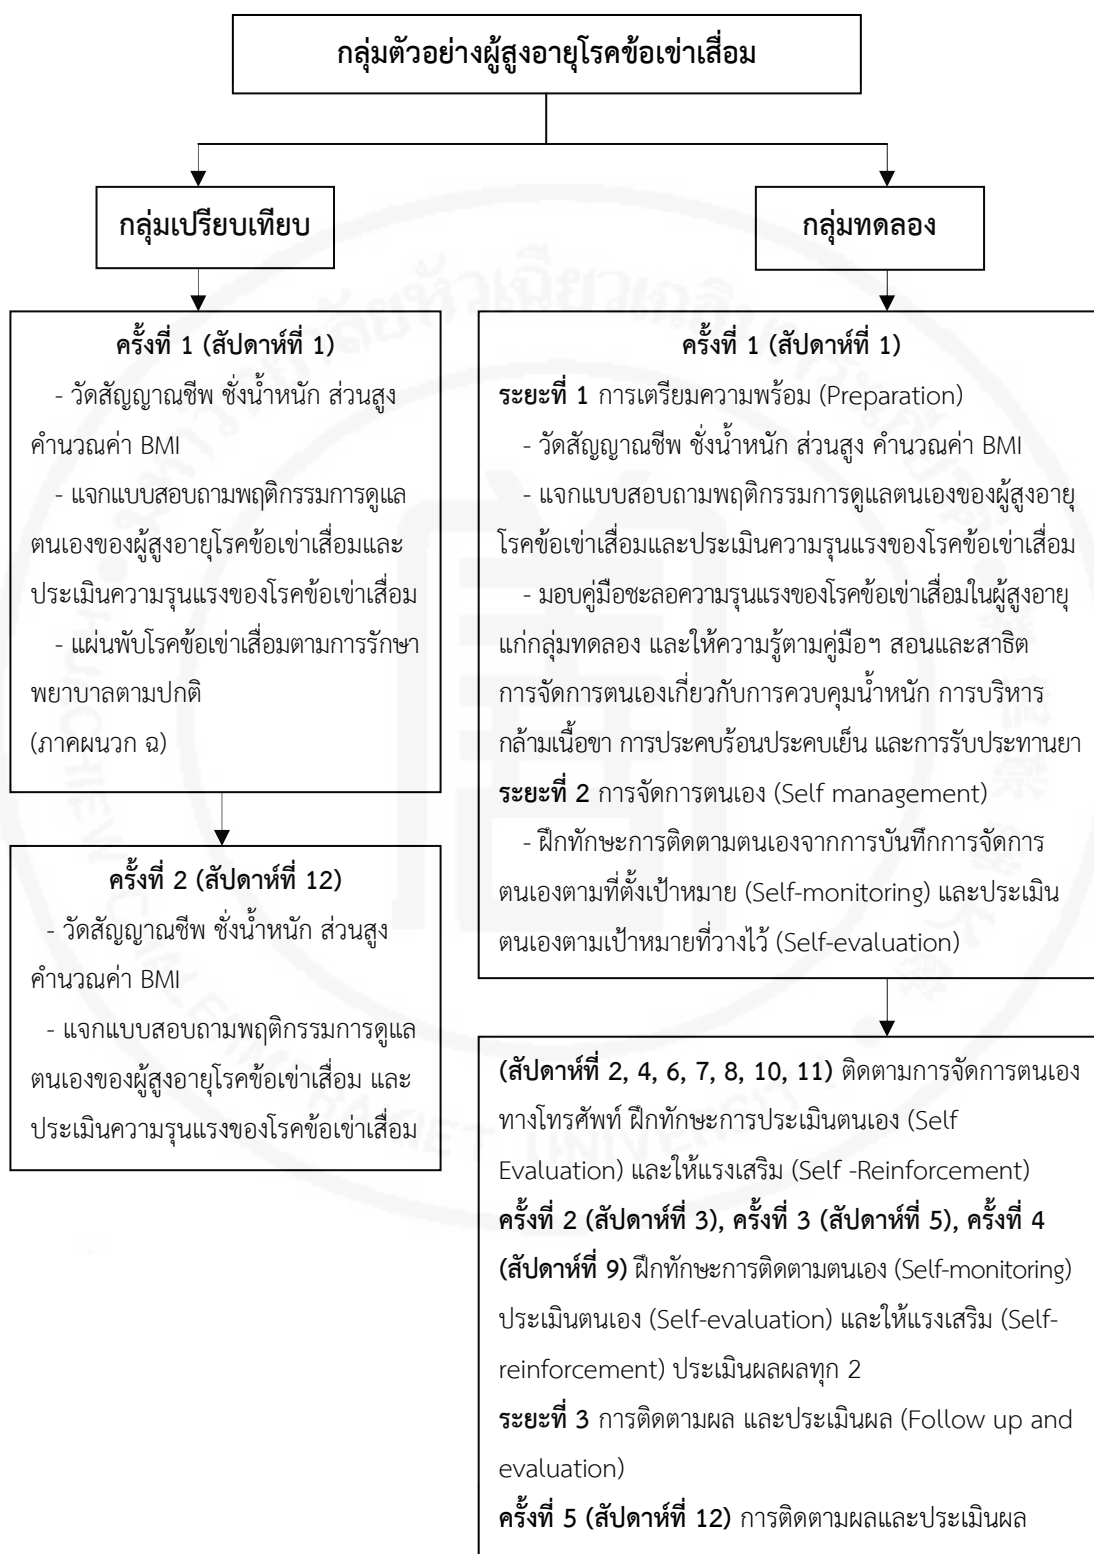 กลุ่มตัวอย่างผู้สูงอายุโรคข้อเข่าเสื่อม
กลุ่มเปรียบเทียบ
ครั้งที่ 1 (สัปดาห์ที่ 1)
- วัดสัญญาณชีพ ชั่งน้ำหนัก ส่วนสูง
คำนวณค่า BMI
- แจกแบบสอบถามพฤติกรรมการดูแล
ตนเองของผู้สูงอายุโรคข้อเข่าเสื่อมและ
ประเมินความรุนแรงของโรคข้อเข่าเสื่อม
- แผ่นพับโรคข้อเข่าเสื่อมตามการรักษา
พยาบาลตามปกติ
(ภาคผนวก ฉ)
ครั้งที่ 2 (สัปดาห์ที่ 12)
- วัดสัญญาณชีพ ชั่งน้ำหนัก ส่วนสูง
คำนวณค่า BMI
- แจกแบบสอบถามพฤติกรรมการดูแล
ตนเองของผู้สูงอายุโรคข้อเข่าเสื่อม และ
ประเมินความรุนแรงของโรคข้อเข่าเสื่อม
กลุ่มทดลอง
ครั้งที่ 1 (สัปดาห์ที่ 1)
ระยะที่ 1 การเตรียมความพร้อม (Preparation)
- วัดสัญญาณชีพ ชั่งน้ำหนัก ส่วนสูง คำนวณค่า BMI
- แจกแบบสอบถามพฤติกรรมการดูแลตนเองของผู้สูงอายุ
โรคข้อเข่าเสื่อมและประเมินความรุนแรงของโรคข้อเข่าเสื่อม
- มอบคู่มือชะลอความรุนแรงของโรคข้อเข่าเสื่อมในผู้สูงอายุ
แก่กลุ่มทดลอง และให้ความรู้ตามคู่มือฯ สอนและสาธิต
การจัดการตนเองเกี่ยวกับการควบคุมน้ำหนัก การบริหาร
กล้ามเนื้อขา การประคบร้อนประคบเย็น และการรับประทานยา
ระยะที่ 2 การจัดการตนเอง (Self management)
- ฝึกทักษะการติดตามตนเองจากการบันทึกการจัดการ
ตนเองตามที่ตั้งเป้าหมาย (Self-monitoring) และประเมิน
ตนเองตามเป้าหมายที่วางไว้ (Self-evaluation)
(สัปดาห์ที่ 2, 4, 6, 7, 8, 10, 11) ติดตามการจัดการตนเอง
ทางโทรศัพท์ ฝึกทักษะการประเมินตนเอง (Self
Evaluation) และให้แรงเสริม (Self -Reinforcement)
ครั้งที่ 2 (สัปดาห์ที่ 3), ครั้งที่ 3 (สัปดาห์ที่ 5), ครั้งที่ 4
(สัปดาห์ที่ 9) ฝึกทักษะการติดตามตนเอง (Self-monitoring)
ประเมินตนเอง (Self-evaluation) และให้แรงเสริม (Self-
reinforcement) ประเมินผลผลทุก 2
ระยะที่ 3 การติดตามผล และประเมินผล (Follow up and
evaluation)
ครั้งที่ 5 (สัปดาห์ที่ 12) การติดตามผลและประเมินผล